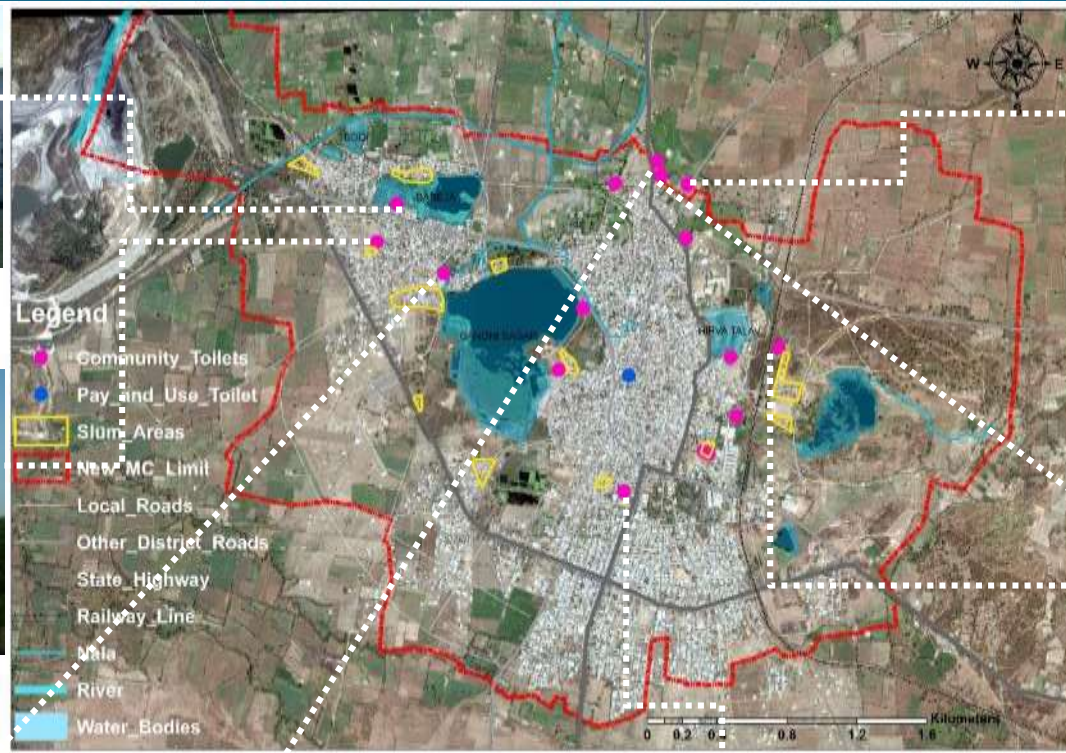 N
W E
HIRVA TALAV
Legend
Community_Toilets
Pay_and_Use_Toilet
Slum_Areas
New_MC_Limit
Local_Roads
Other_District_Roads
State_Highway
Railway_Line
Nala
River
Water_Bodies
Kilometers
0 0.2 0.8 1.2 1.6